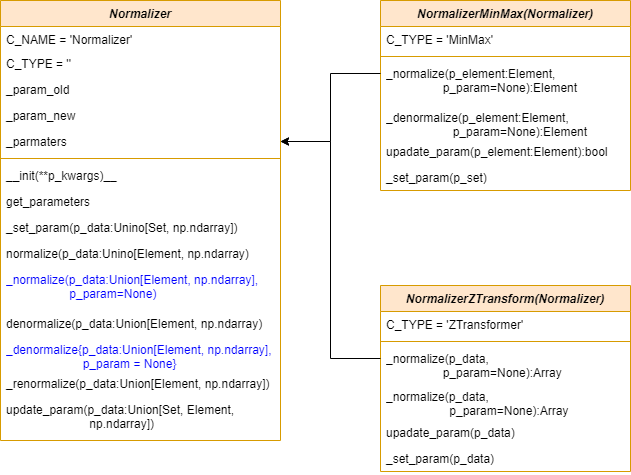 Normalizer
C_NAME = 'Normalizer'
C_TYPE = ''
_param_old
_param_new
_parmaters
__init(**p_kwargs)__
get_parameters
_set_param(p_data:Unino[Set, np.ndarray])
normalize(p_data:Unino[Element, np.ndarray)
_normalize(p_data:Union[Element, np.ndarray],
p_param=None)
denormalize(p_data:Union[Element, np.ndarray)
_denormalize{p_data:Union[Element, np.ndarray],
p_param = None}
_renormalize(p_data:Union[Element, np.ndarray])
update_param(p_data:Union[Set, Element,
np.ndarray])
NormalizerMinMax(Normalizer)
C_TYPE = 'MinMax'
_normalize(p_element:Element,
p_param=None):Element
_denormalize(p_element:Element,
p_param=None):Element
upadate_param(p_element:Element):bool
_set_param(p_set)
NormalizerZTransform(Normalizer)
C_TYPE = 'ZTransformer'
_normalize(p_data,
p_param=None):Array
_normalize(p_data,
p_param=None):Array
upadate_param(p_data)
_set_param(p_data)